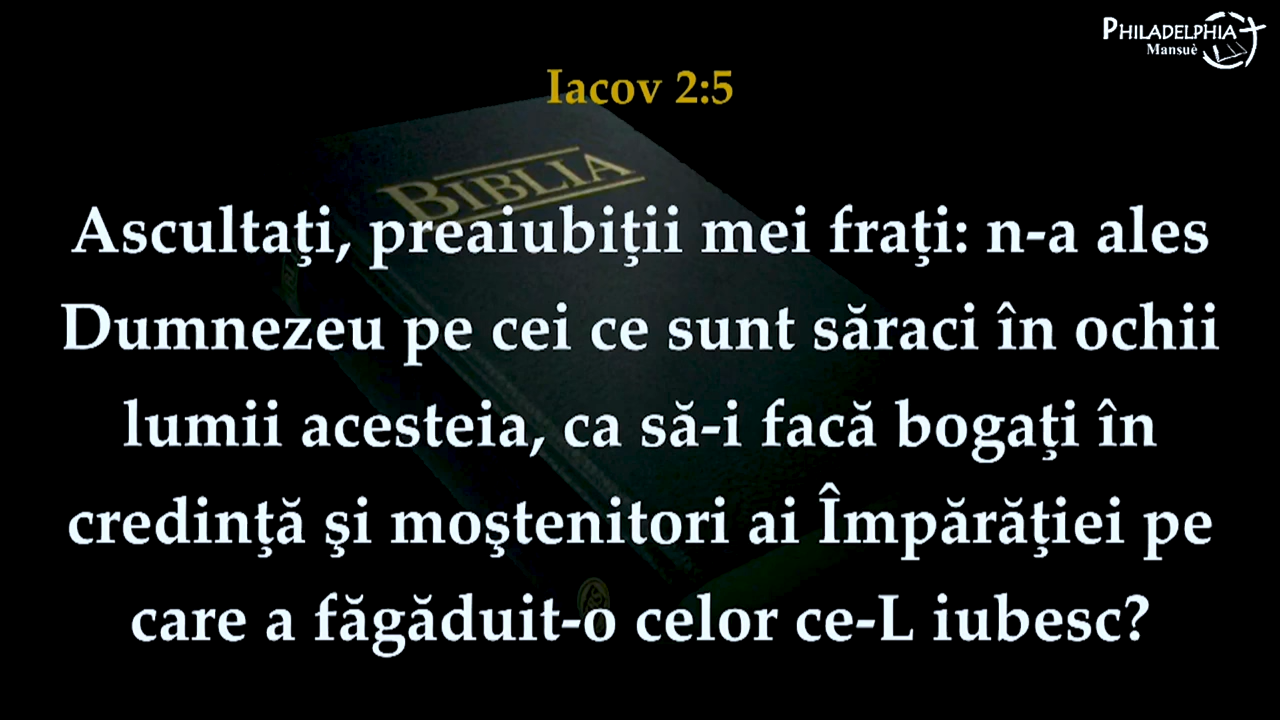 PHILADELPHIA
Mansuè
Iacov 2:5
BIBLIA
Ascultaţi, preaiubiţii mei fraţi: n-a ales
Dumnezeu pe cei ce sunt săraci în ochii
lumii acesteia, ca să-i facă bogaţi în
credinţă şi moştenitori ai Împărăţiei pe
care a făgăduit-o celor ce-L iubesc?